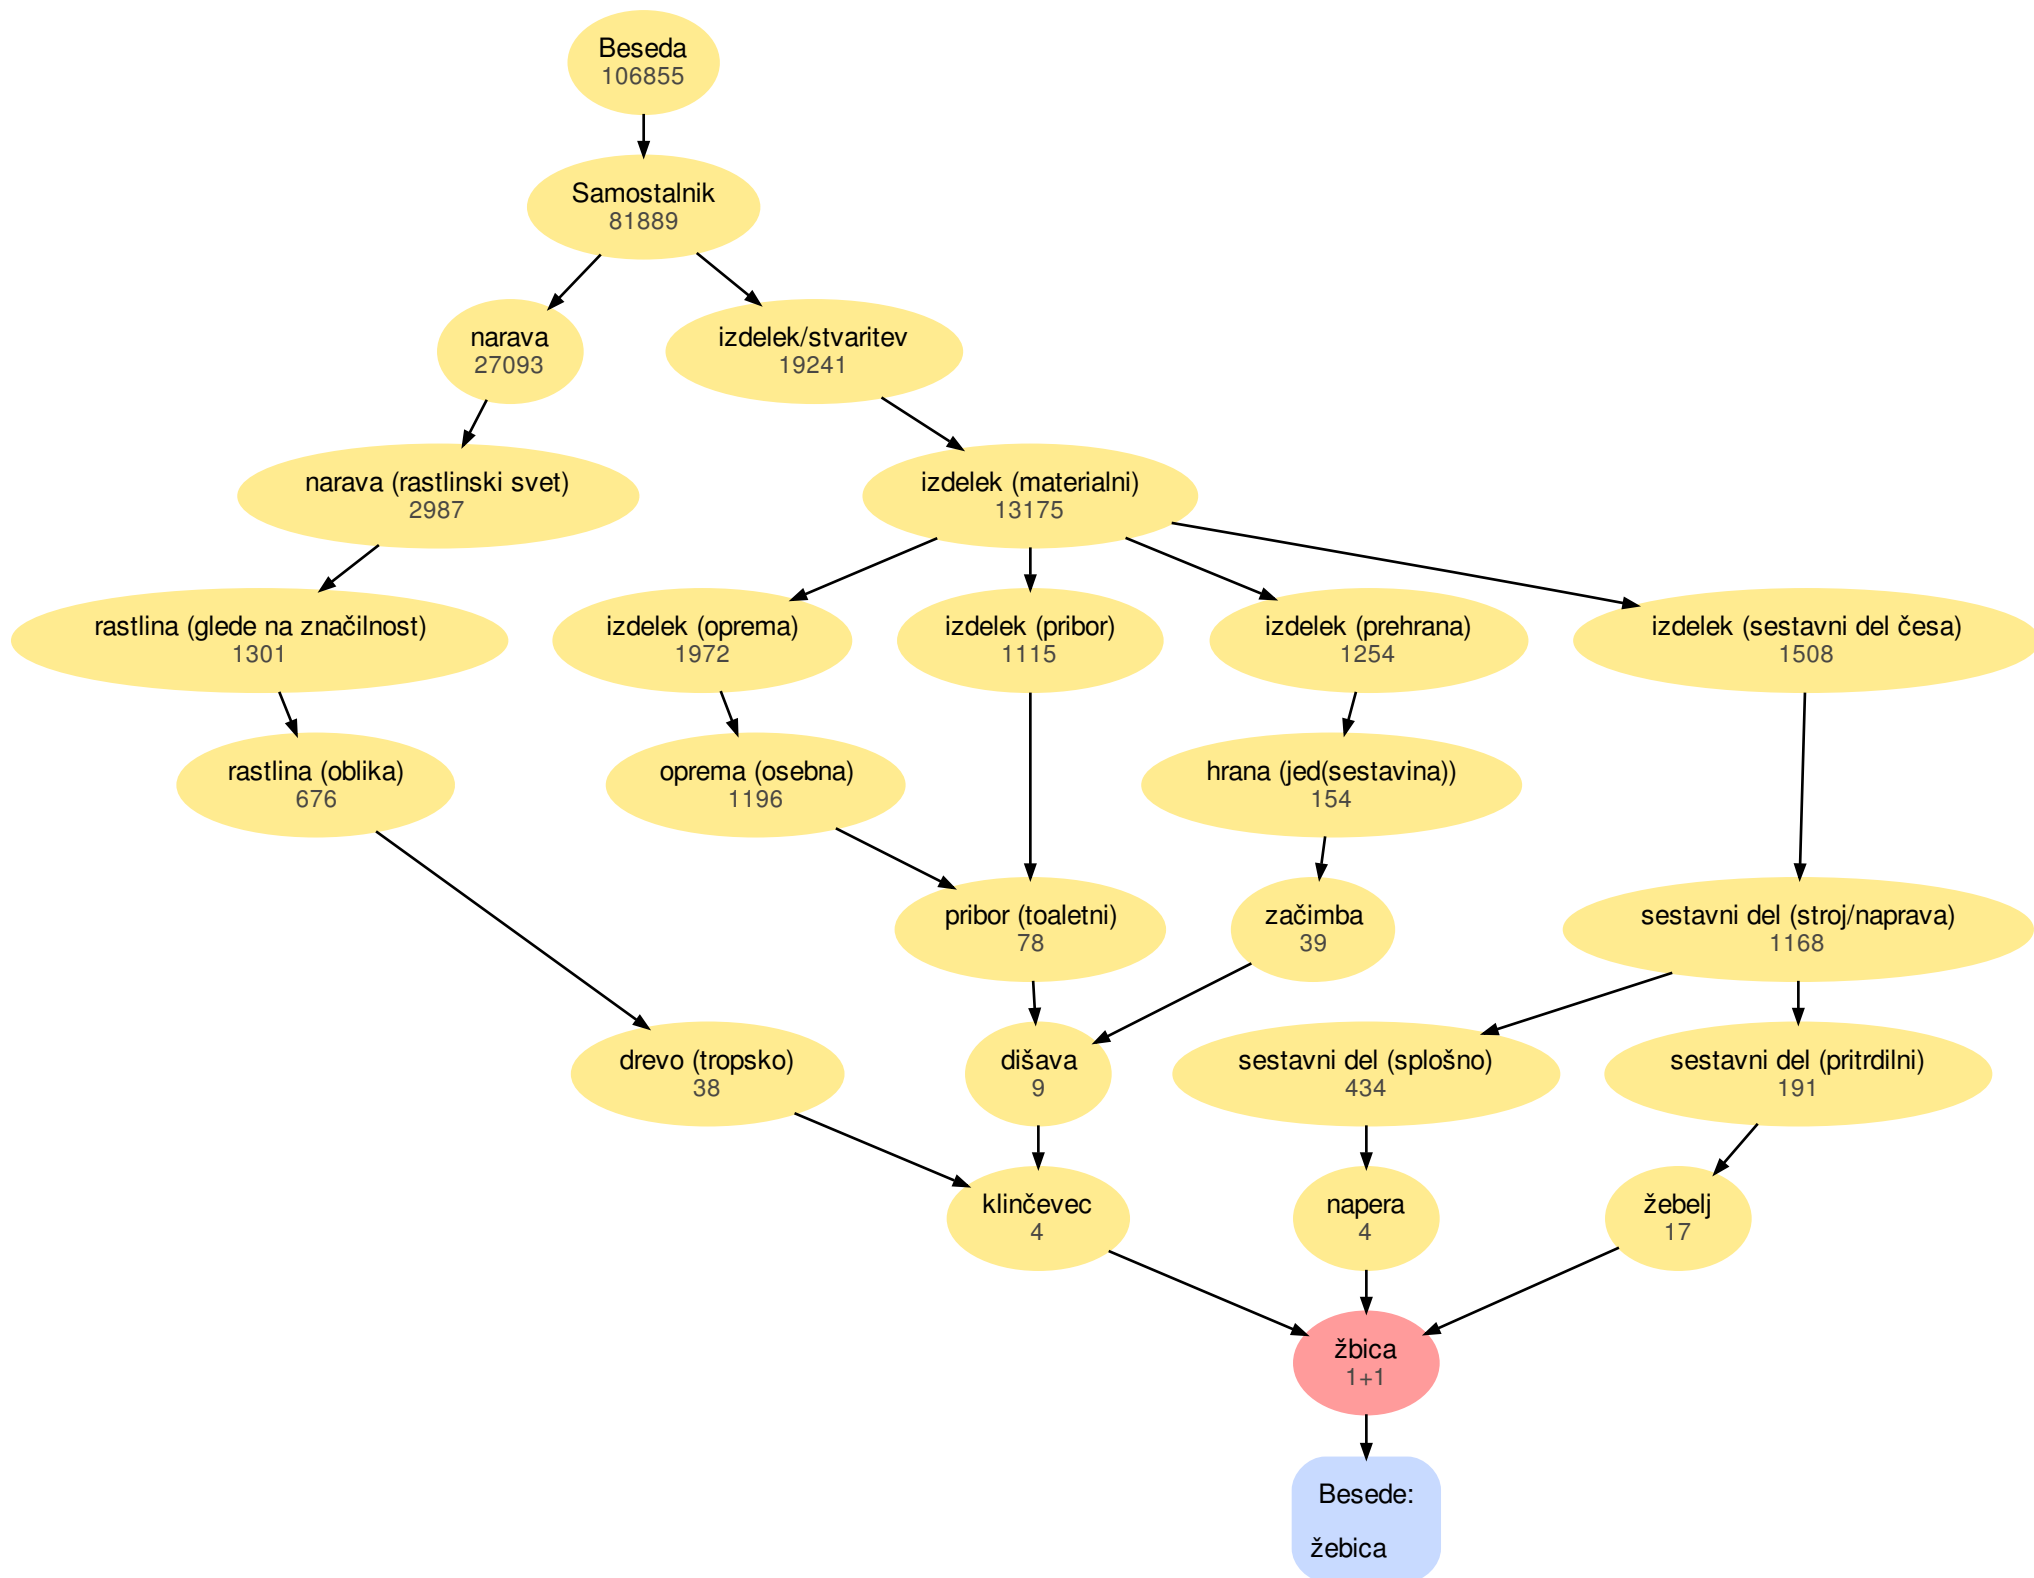 Beseda
106855
Samostalnik
81889
narava
27093
izdelek/stvaritev
19241
narava (rastlinski svet)
2987
izdelek (materialni)
13175
rastlina (glede na značilnost)
1301
izdelek (oprema)
1972
izdelek (pribor)
1115
izdelek (prehrana)
1254
izdelek (sestavni del česa)
1508
rastlina (oblika)
676
oprema (osebna)
1196
hrana (jed(sestavina))
154
pribor (toaletni)
78
začimba
39
sestavni del (stroj/naprava)
1168
drevo (tropsko)
38
dišava
9
sestavni del (splošno)
434
sestavni del (pritrdilni)
191
klinčevec
4
napera
4
žebelj
17
žbica
1+1
Besede:
žebica